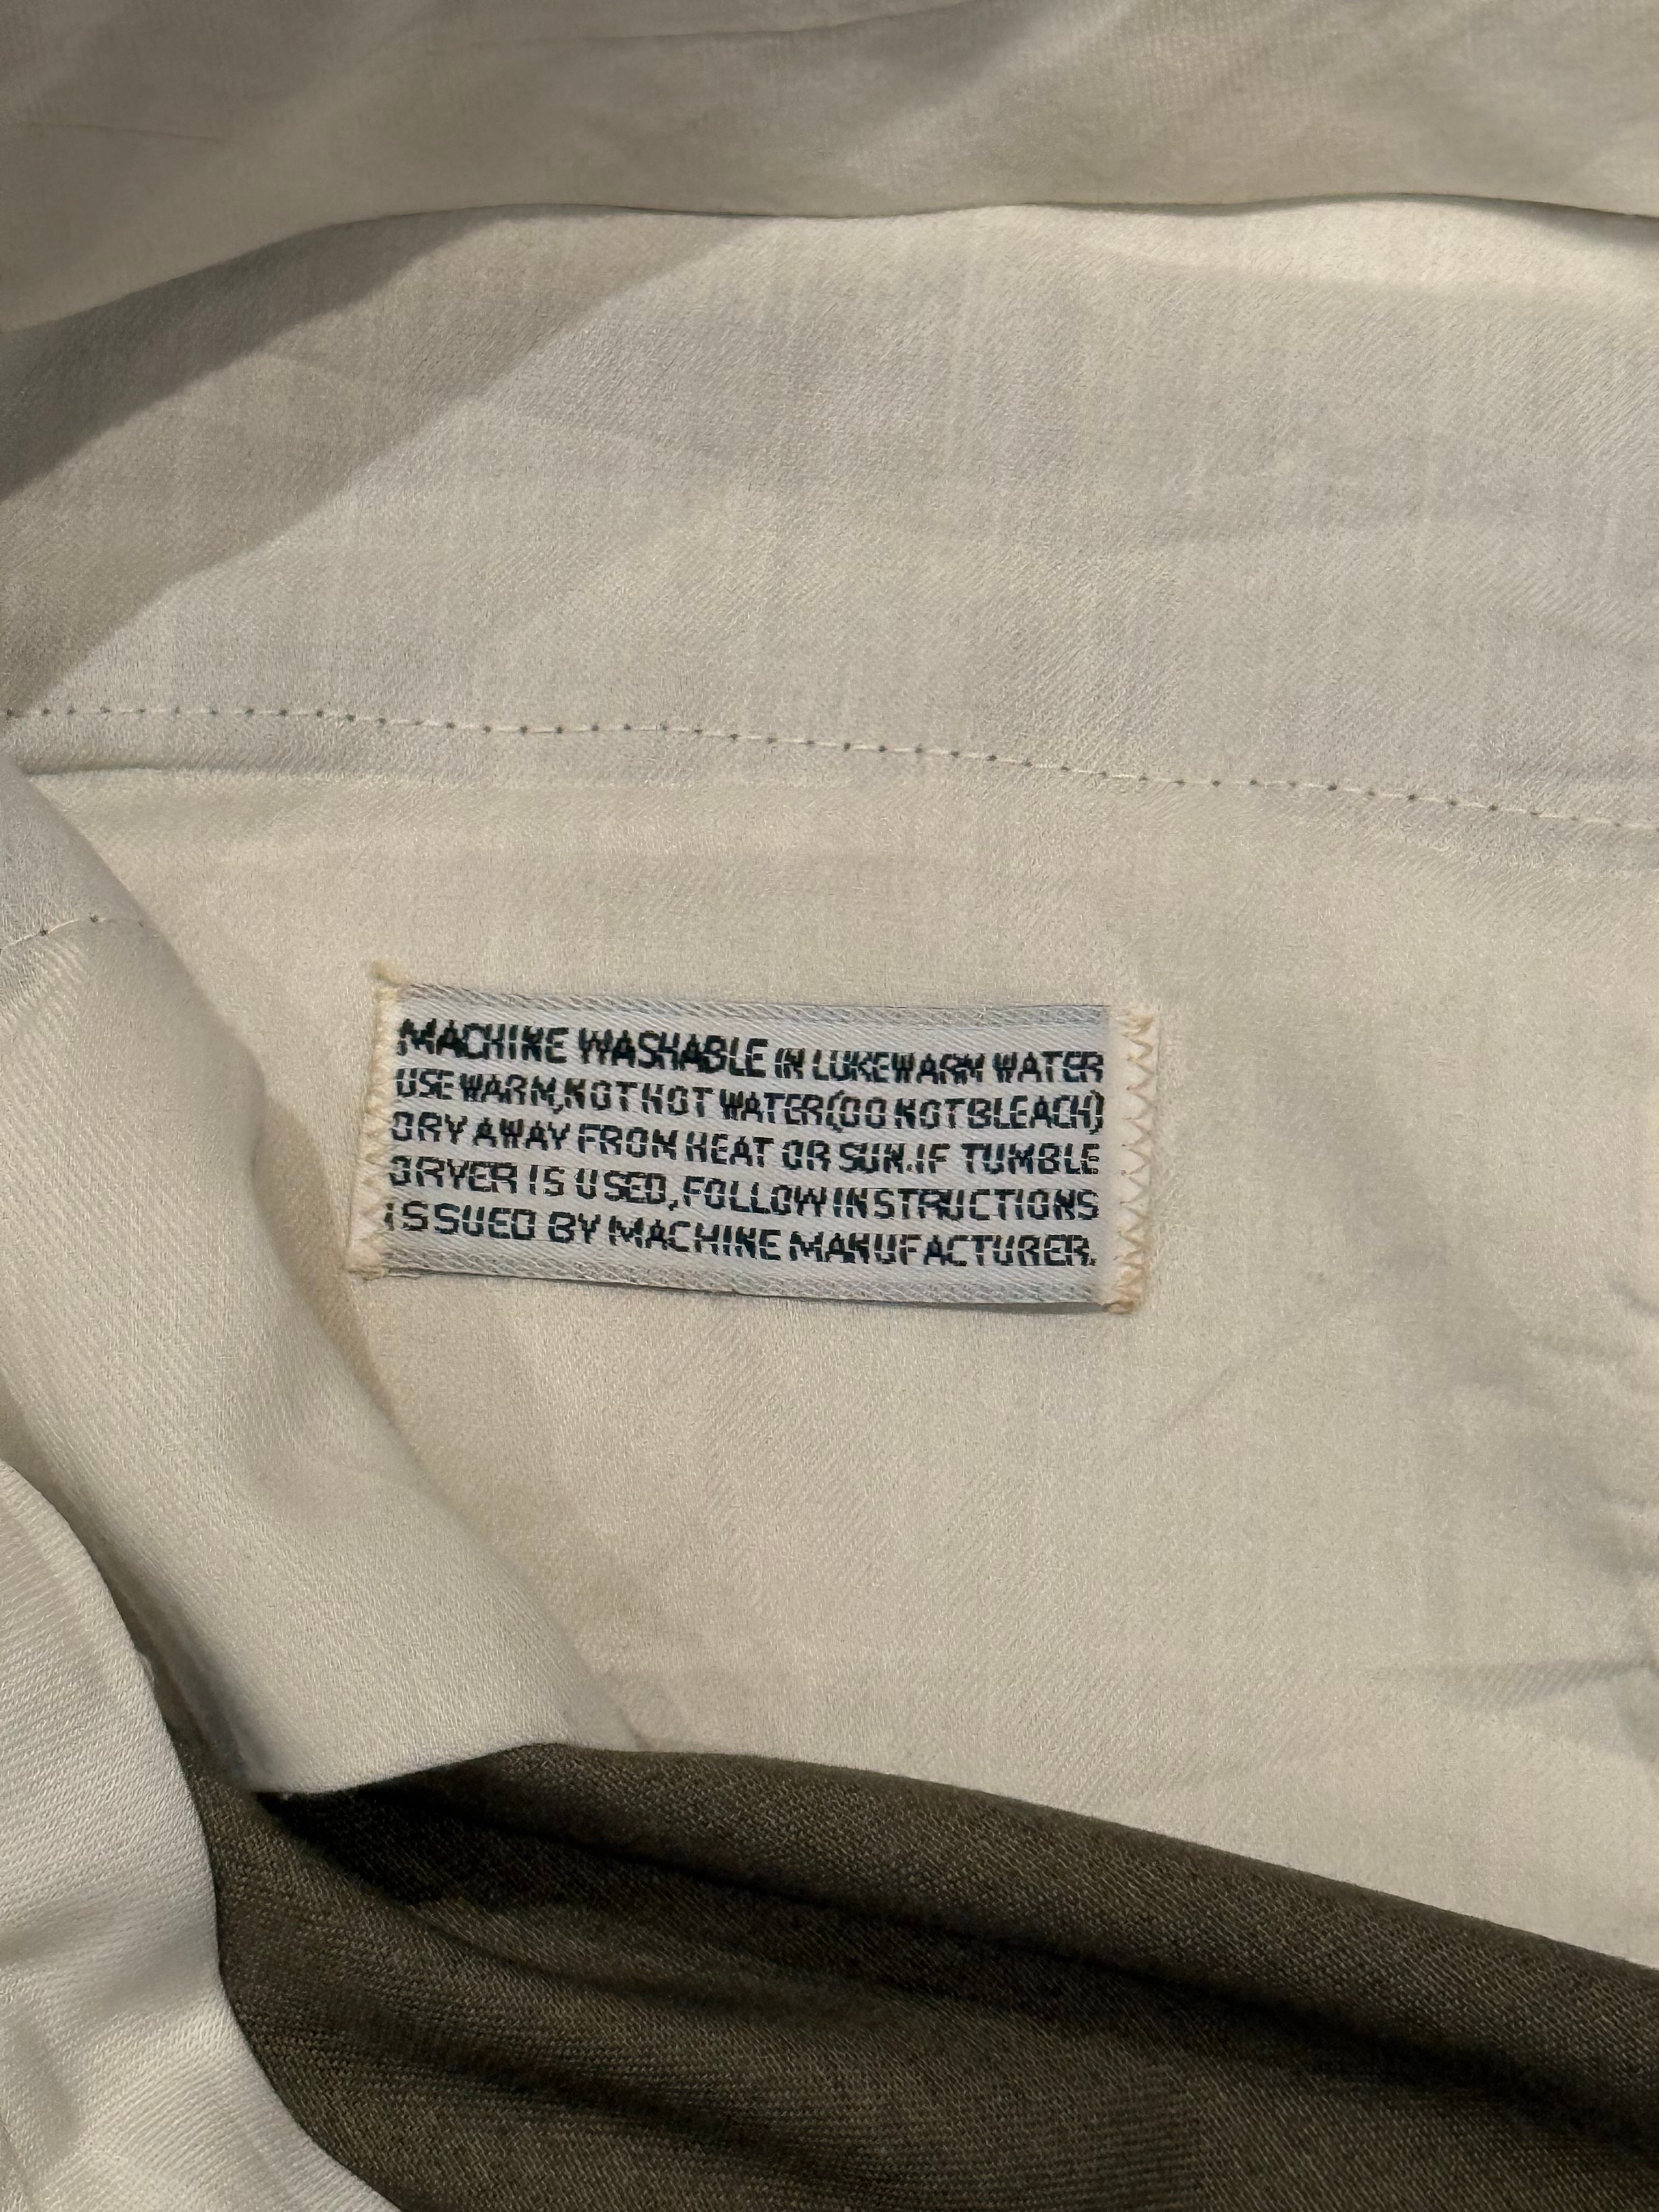 MACHINE WASHABLE IN LUKEWARM WATER
USE WARM, NOT HOT WATER (DO NOT BLEACH)
DRY AWAY FROM HEAT OR SUN. IF TUMBLE
DRYER IS USED, FOLLOW INSTRUCTIONS
ISSUED BY MACHINE MANUFACTURER.